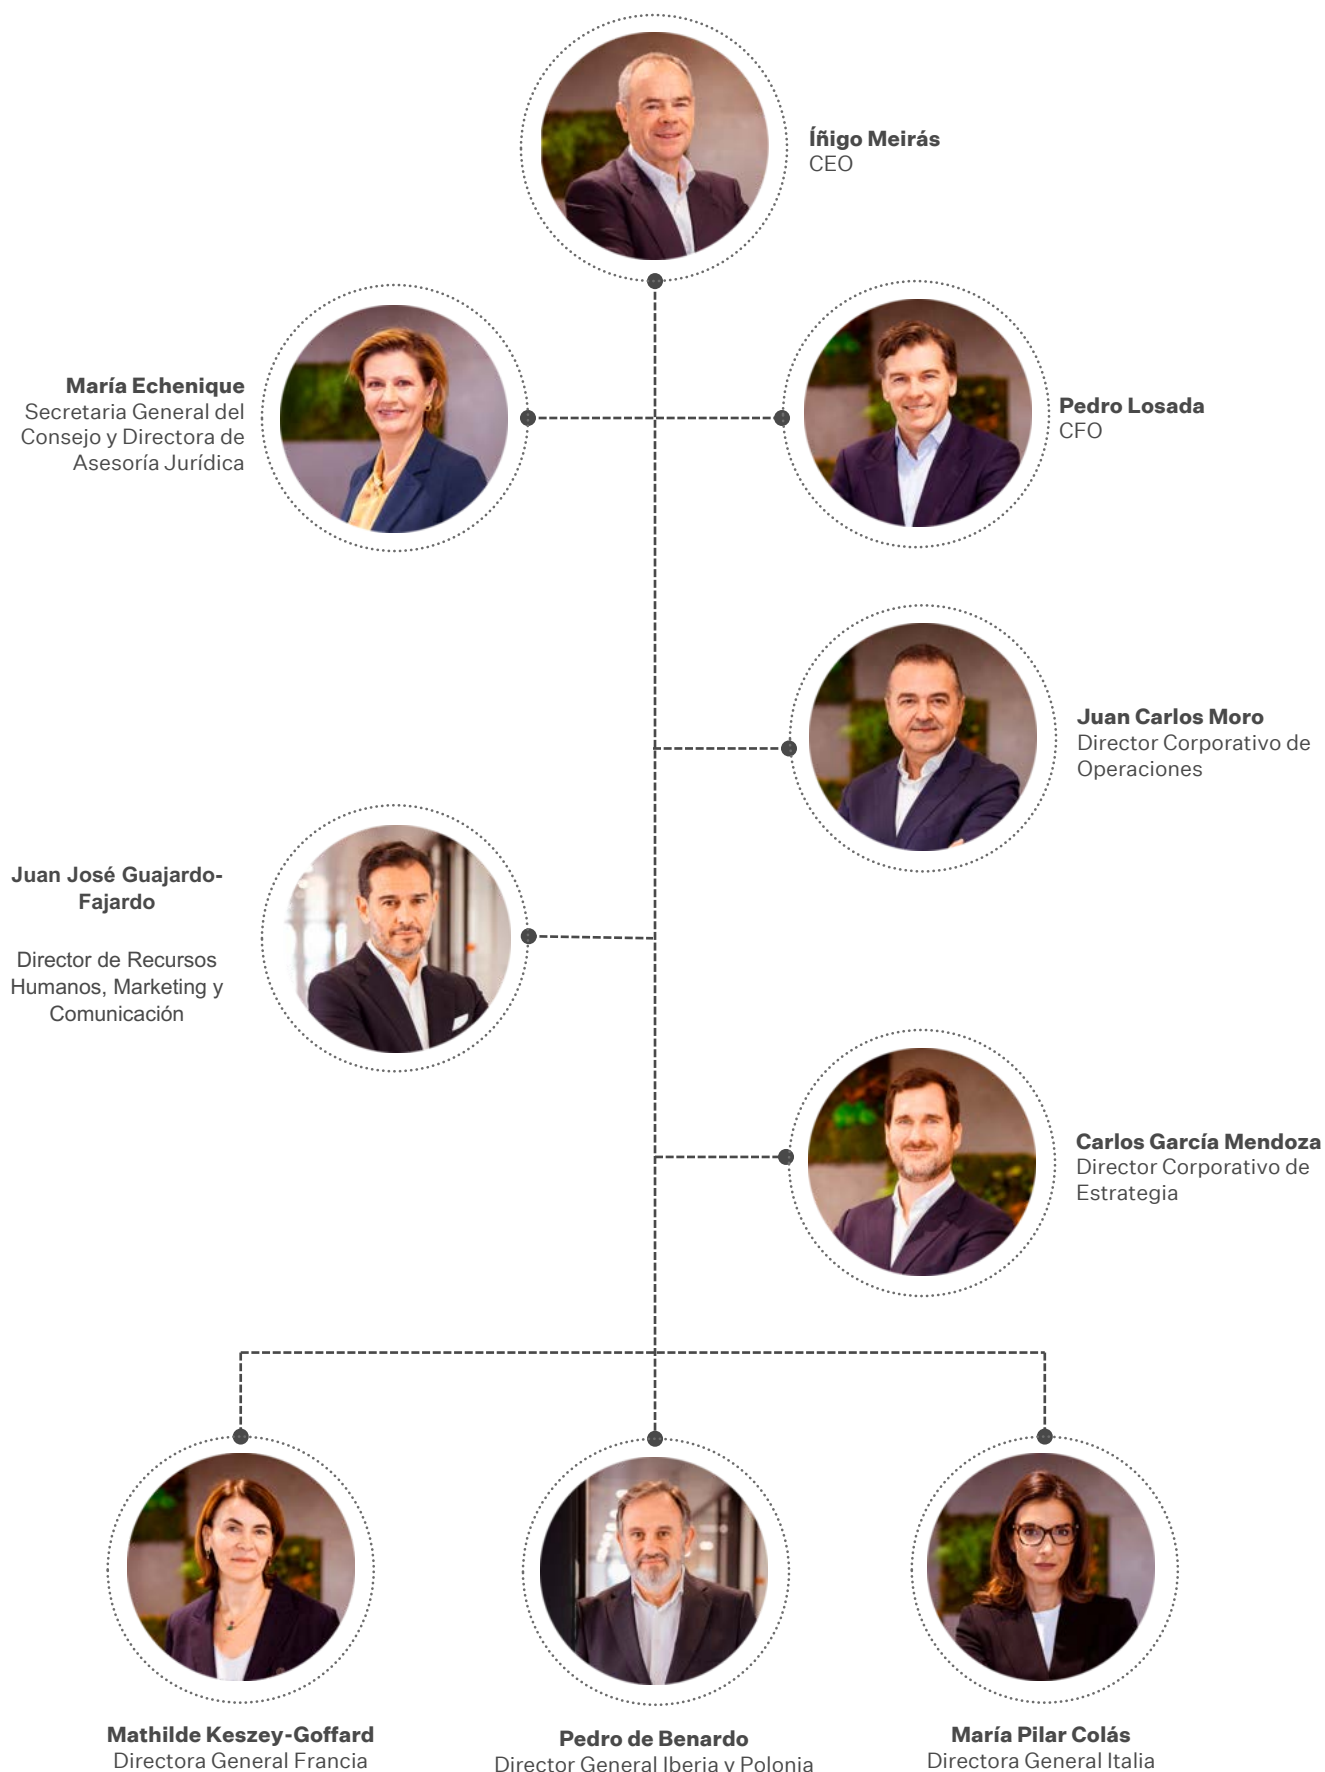 Íñigo Meirás
CEO
María Echenique
Secretaria General del
Consejo y Directora de
Asesoría Jurídica
Pedro Losada
CFO
Juan Carlos Moro
Director Corporativo de
Operaciones
Juan José Guajardo-
Fajardo
Director de Recursos
Humanos, Marketing y
Comunicación
Carlos García Mendoza
Director Corporativo de
Estrategia
Mathilde Keszey-Goffard
Directora General Francia
Pedro de Benardo
Director General Iberia y Polonia
María Pilar Colás
Directora General Italia